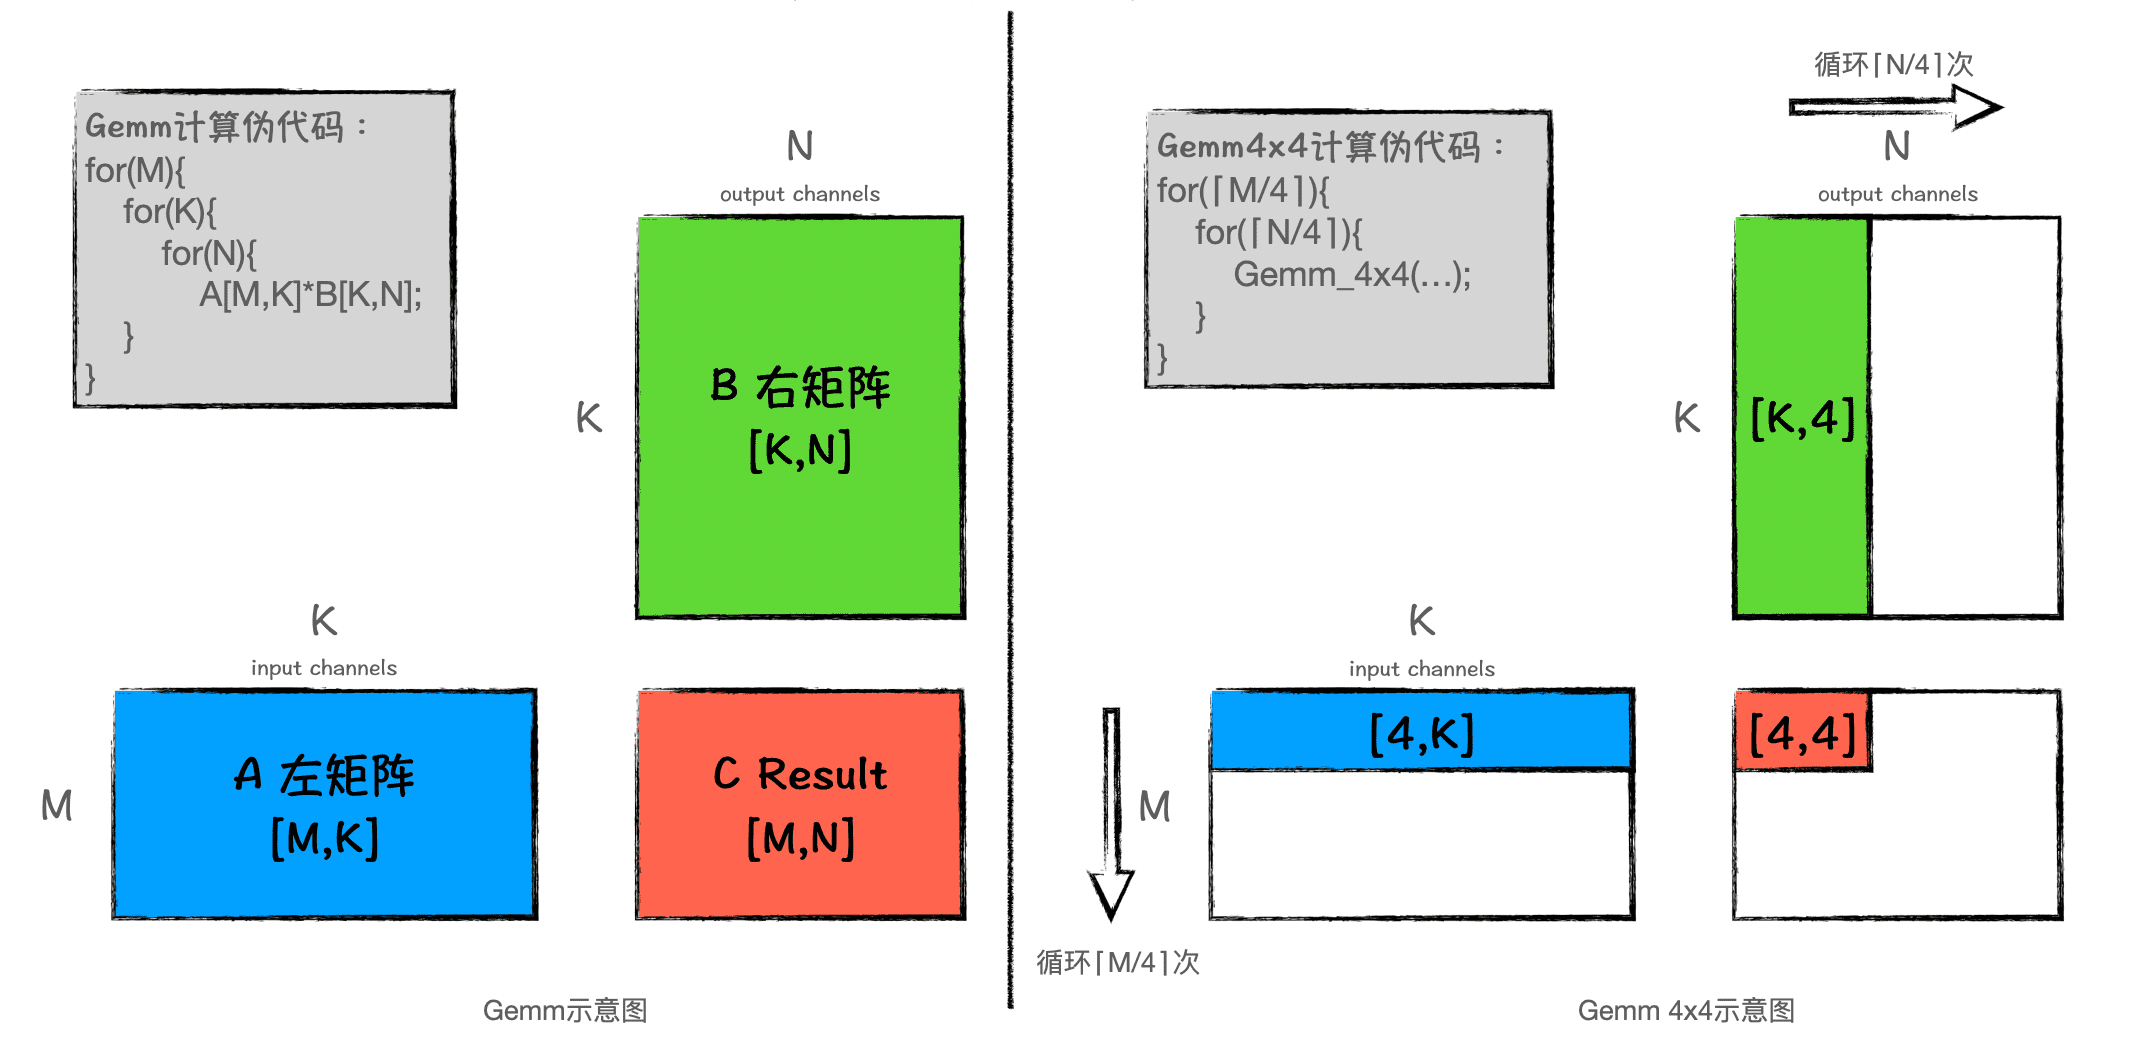 Gemm计算伪代码：
for(M){
for(K){
for(N){
A[M,K]*B[K,N];
}
}
N
output channels
K
B 右矩阵
[K,N]
K
input channels
M
A 左矩阵
[M,K]
C Result
[M,N]
Gemm示意图
循环⌈N/4⌉次
Gemm4x4计算伪代码：
for(⌈M/4⌉){
for(⌈N/4⌉){
Gemm_4x4(...);
}
}
N
output channels
K
[K,4]
K
input channels
M
[4,K]
[4,4]
循环⌈M/4⌉次
Gemm 4x4示意图